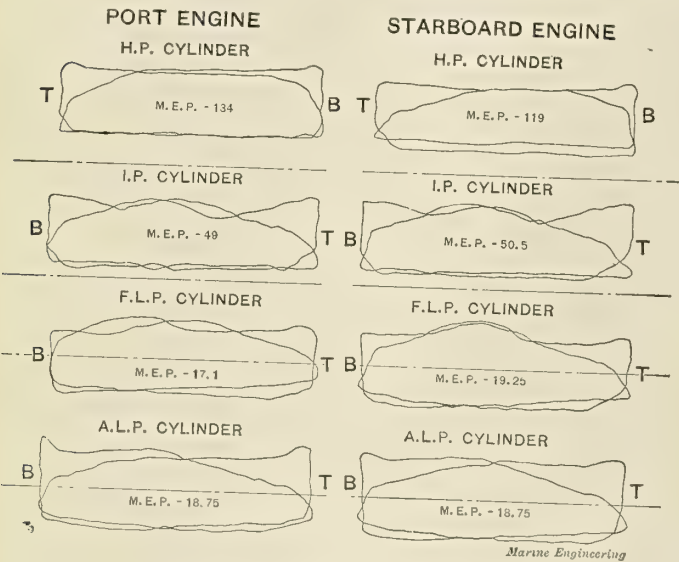 PORT ENGINE
H.P. CYLINDER
T
M.E.P. - 134
B
I.P. CYLINDER
B
M.E.P. - 49
T
F.L.P. CYLINDER
B
M.E.P. - 17.1
T
A.L.P. CYLINDER
B
M.E.P. - 18.75
T
STARBOARD ENGINE
H.P. CYLINDER
T
M.E.P. - 119
B
I.P. CYLINDER
B
M.E.P. - 50.5
T
F.L.P. CYLINDER
B
M.E.P. - 19.25
T
A.L.P. CYLINDER
B
M.E.P. - 18.75
T
Marine Engineering